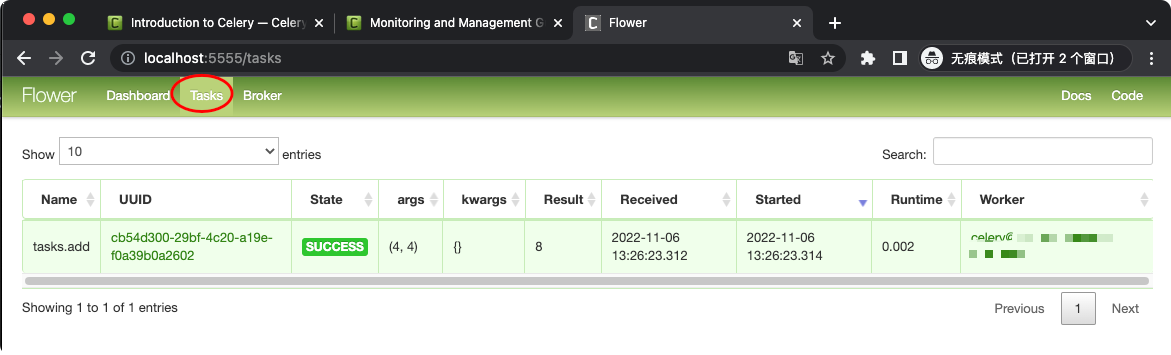 Introduction to Celery — Celery
Monitoring and Management G
Flower
localhost:5555/tasks
无痕模式（已打开 2 个窗口）
Flower Dashboard Tasks Broker Docs Code
Show 10 entries Search:
Name UUID State args kwargs Result Received Started Runtime Worker
tasks.add cb54d300-29bf-4c20-a19e- SUCCESS (4, 4) {} 8 2022-11-06 2022-11-06 0.002 celery@
f0a39b0a2602 13:26:23.312 13:26:23.314
Showing 1 to 1 of 1 entries Previous 1 Next